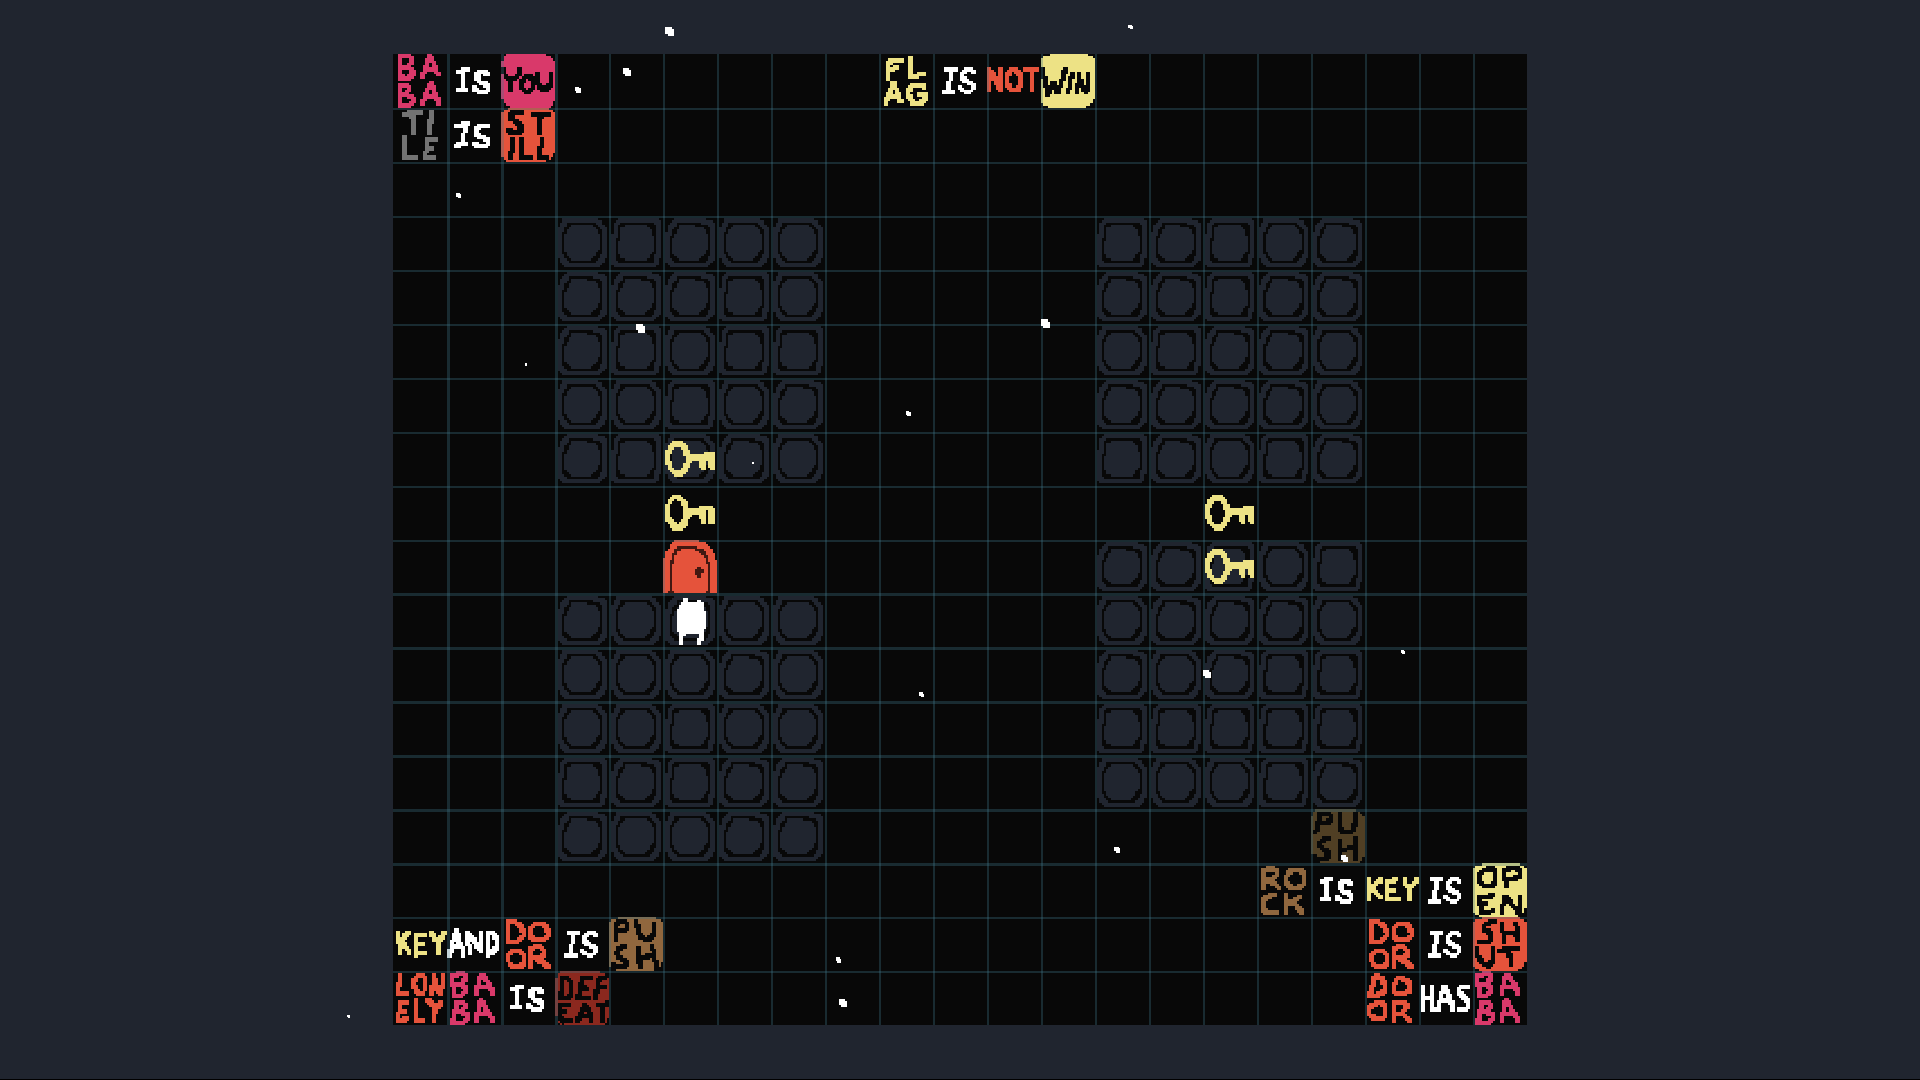 BABA IS YOU
FLAG IS NOT WIN
TILE IS STILL
PUSH
ROCK IS KEY IS OPEN
KEY AND DOOR IS PUSH
DOOR IS SHUT
LONELY BABA IS DEFEAT
DOOR HAS BABA